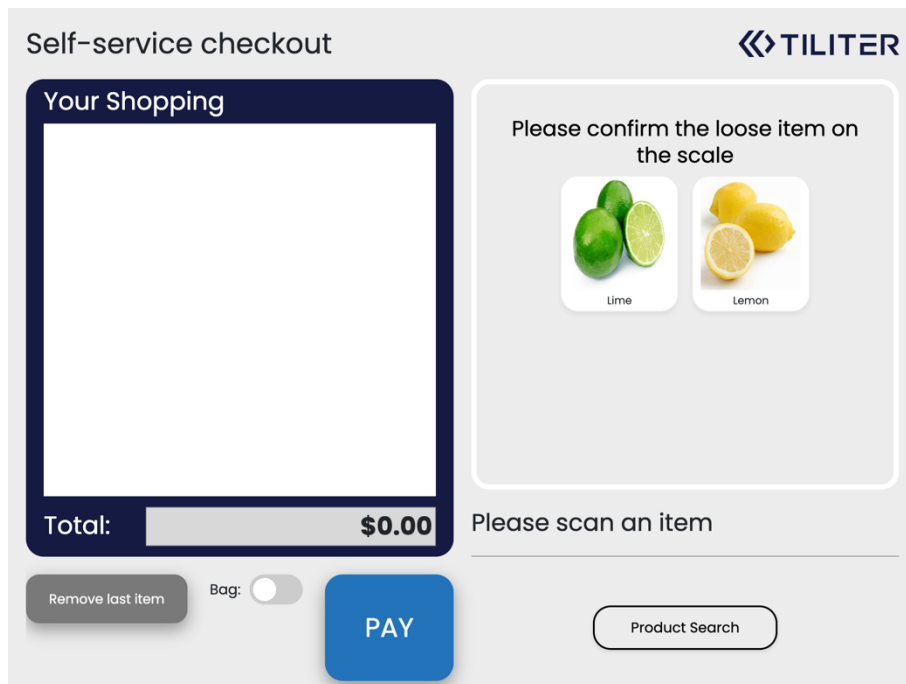 Self-service checkout
TILITER
Your Shopping
Total:
$0.00
Remove last item
Bag:
PAY
Please confirm the loose item on
the scale
Lime
Lemon
Please scan an item
Product Search